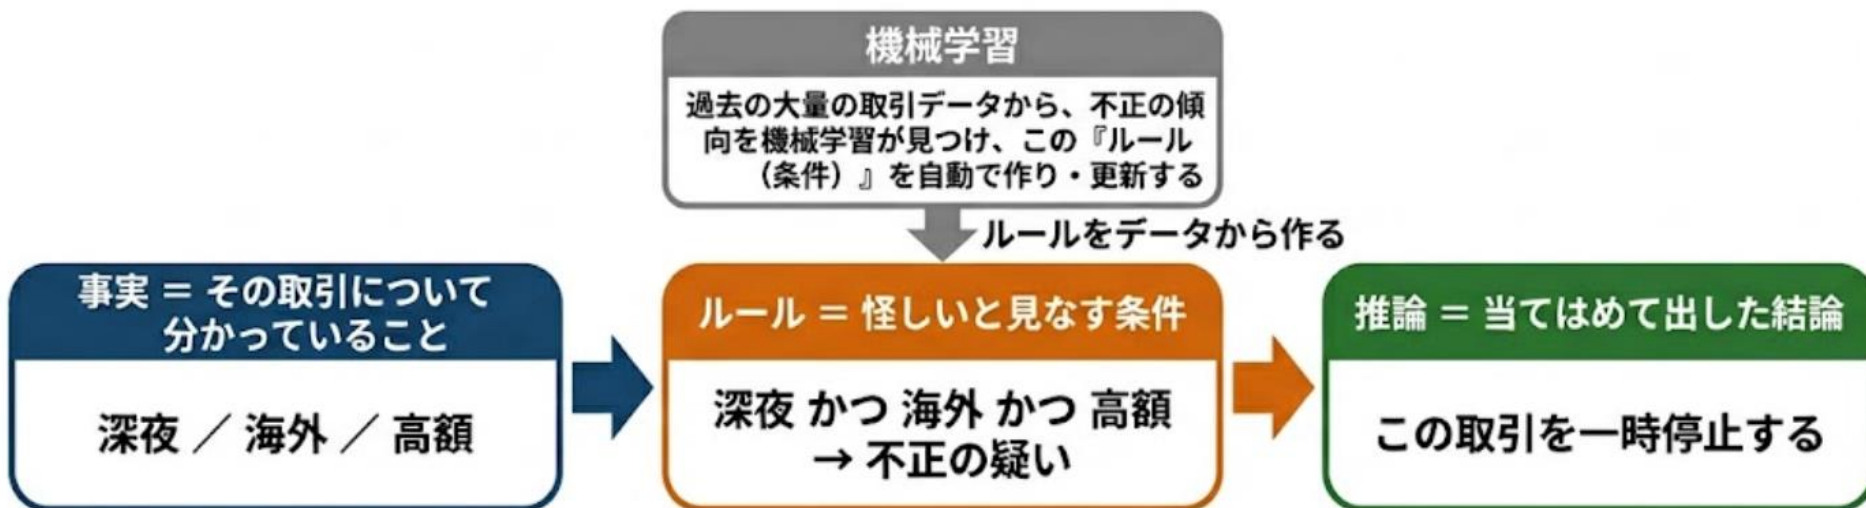 機械学習
過去の大量の取引データから、不正の傾
向を機械学習が見つけ、この『ルール
（条件）』を自動で作り・更新する
ルールをデータから作る
事実 ＝ その取引について
分かっていること
深夜 ／ 海外 ／ 高額
ルール ＝ 怪しいと見なす条件
深夜 かつ 海外 かつ 高額
→ 不正の疑い
推論 ＝ 当てはめて出した結論
この取引を一時停止する